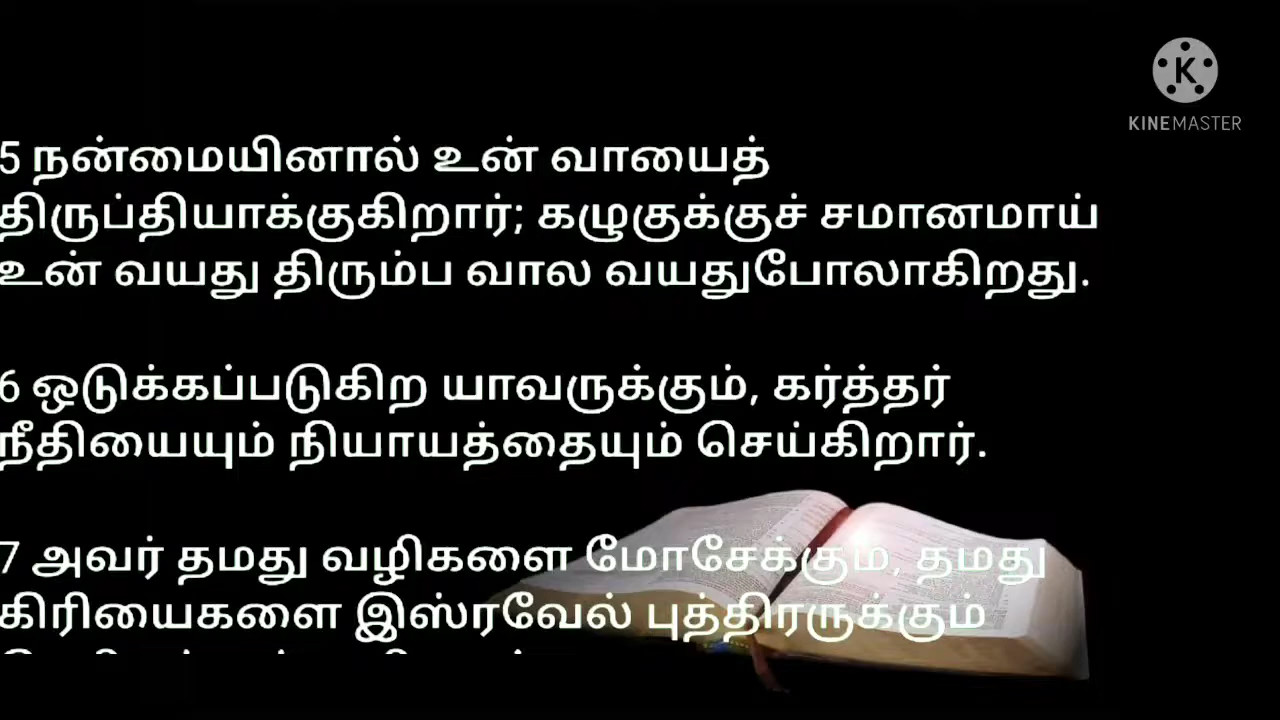 KINEMASTER
5 நன்மையினால் உன் வாயைத்
திருப்தியாக்குகிறார்; கழுகுக்குச் சமானமாய்
உன் வயது திரும்ப வால வயதுபோலாகிறது.
6 ஒடுக்கப்படுகிற யாவருக்கும், கர்த்தர்
நீதியையும் நியாயத்தையும் செய்கிறார்.
7 அவர் தமது வழிகளை மோசேக்கும், தமது
கிரியைகளை இஸ்ரவேல் புத்திரருக்கும்